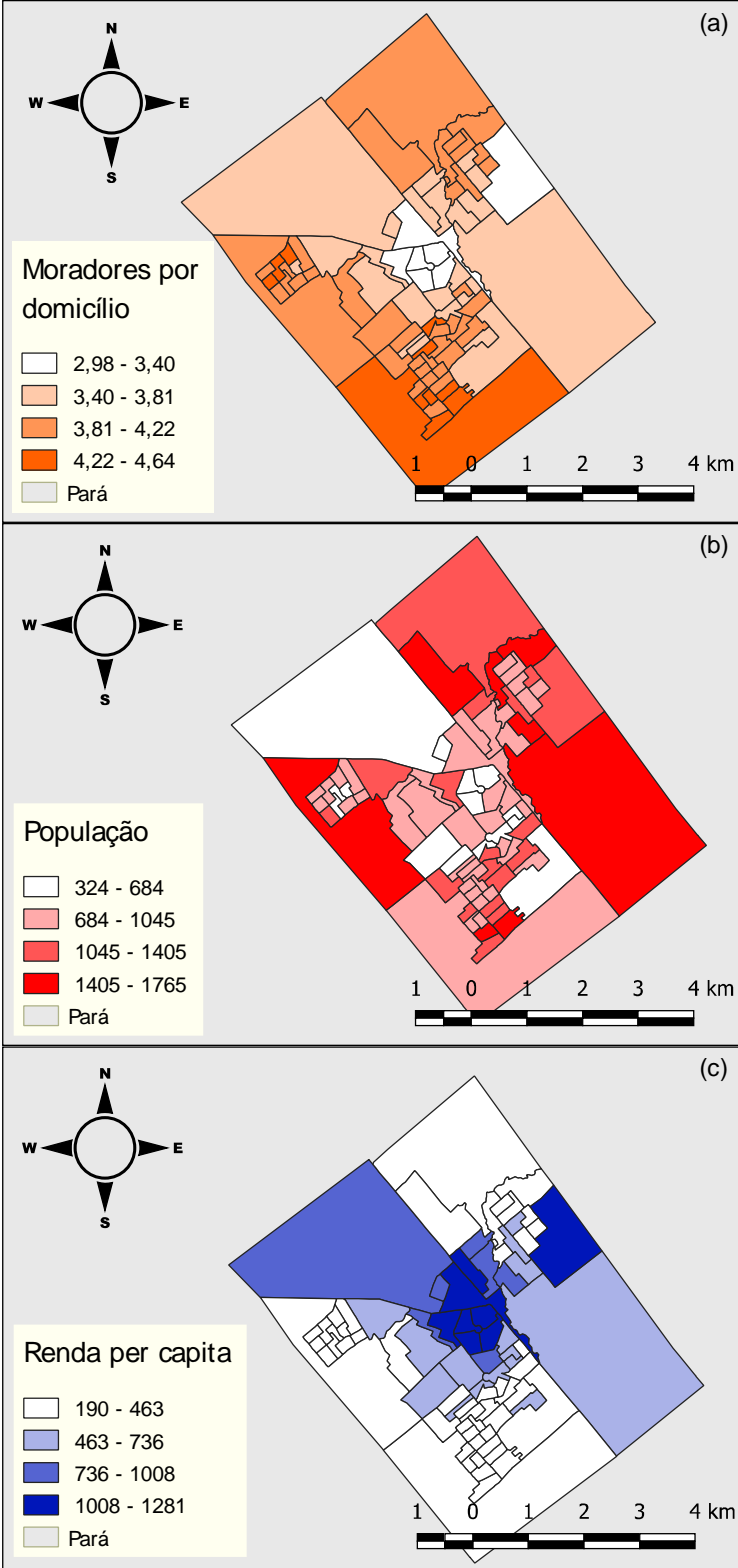 (a)
N
W
E
S
Moradores por
domicílio
2,98 - 3,40
3,40 - 3,81
3,81 - 4,22
4,22 - 4,64
Pará
1 0 1 2 3 4 km
(b)
N
W
E
S
População
324 - 684
684 - 1045
1045 - 1405
1405 - 1765
Pará
1 0 1 2 3 4 km
(c)
N
W
E
S
Renda per capita
190 - 463
463 - 736
736 - 1008
1008 - 1281
Pará
1 0 1 2 3 4 km